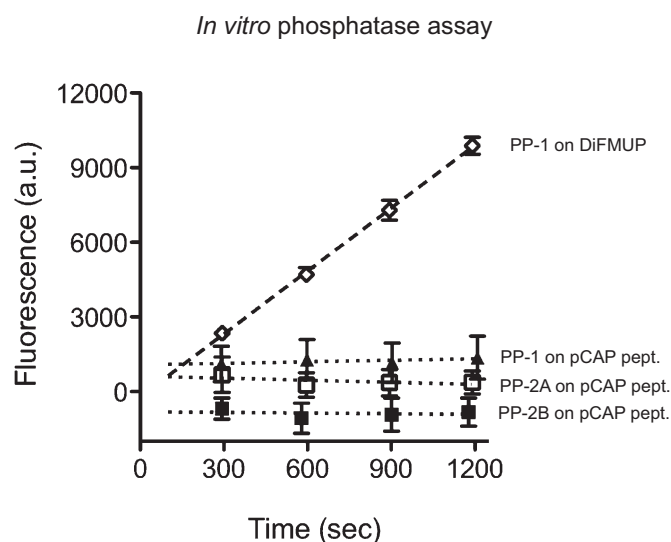 In vitro phosphatase assay
12000
9000
6000
3000
0
Fluorescence (a.u.)
PP-1 on DiFMUP
PP-1 on pCAP pept.
PP-2A on pCAP pept.
PP-2B on pCAP pept.
0 300 600 900 1200
Time (sec)